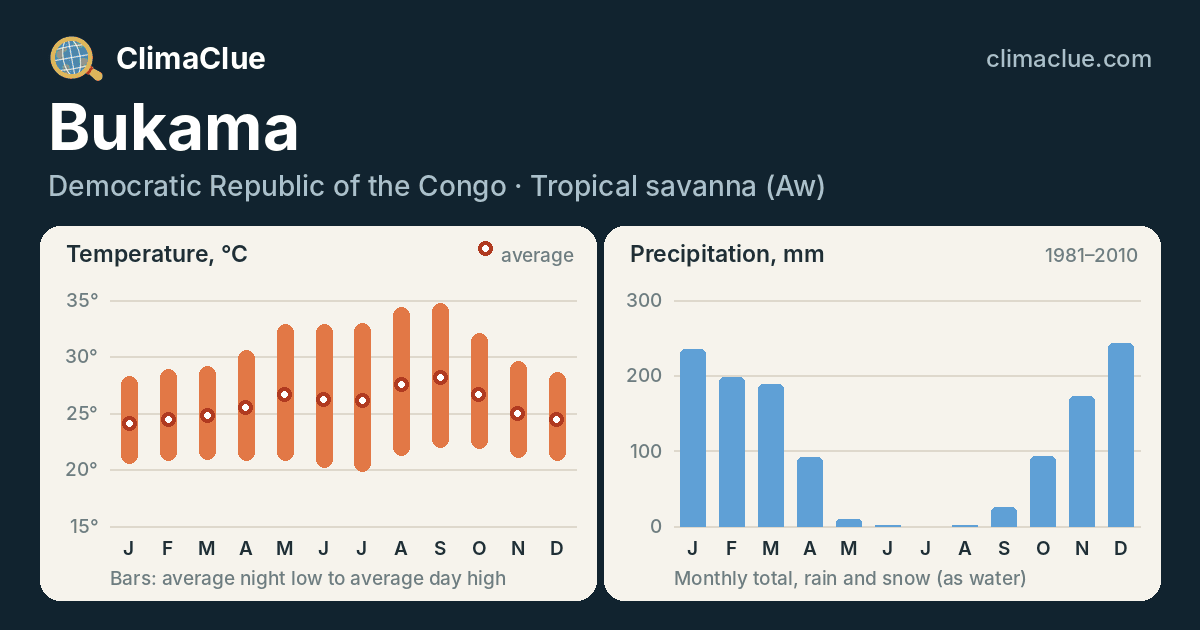 ClimaClue
climaclue.com
Bukama
Democratic Republic of the Congo · Tropical savanna (Aw)
Temperature, °C
average
35°
30°
25°
20°
15°
J F M A M J J A S O N D
Bars: average night low to average day high
Precipitation, mm
1981–2010
300
200
100
0
J F M A M J J A S O N D
Monthly total, rain and snow (as water)